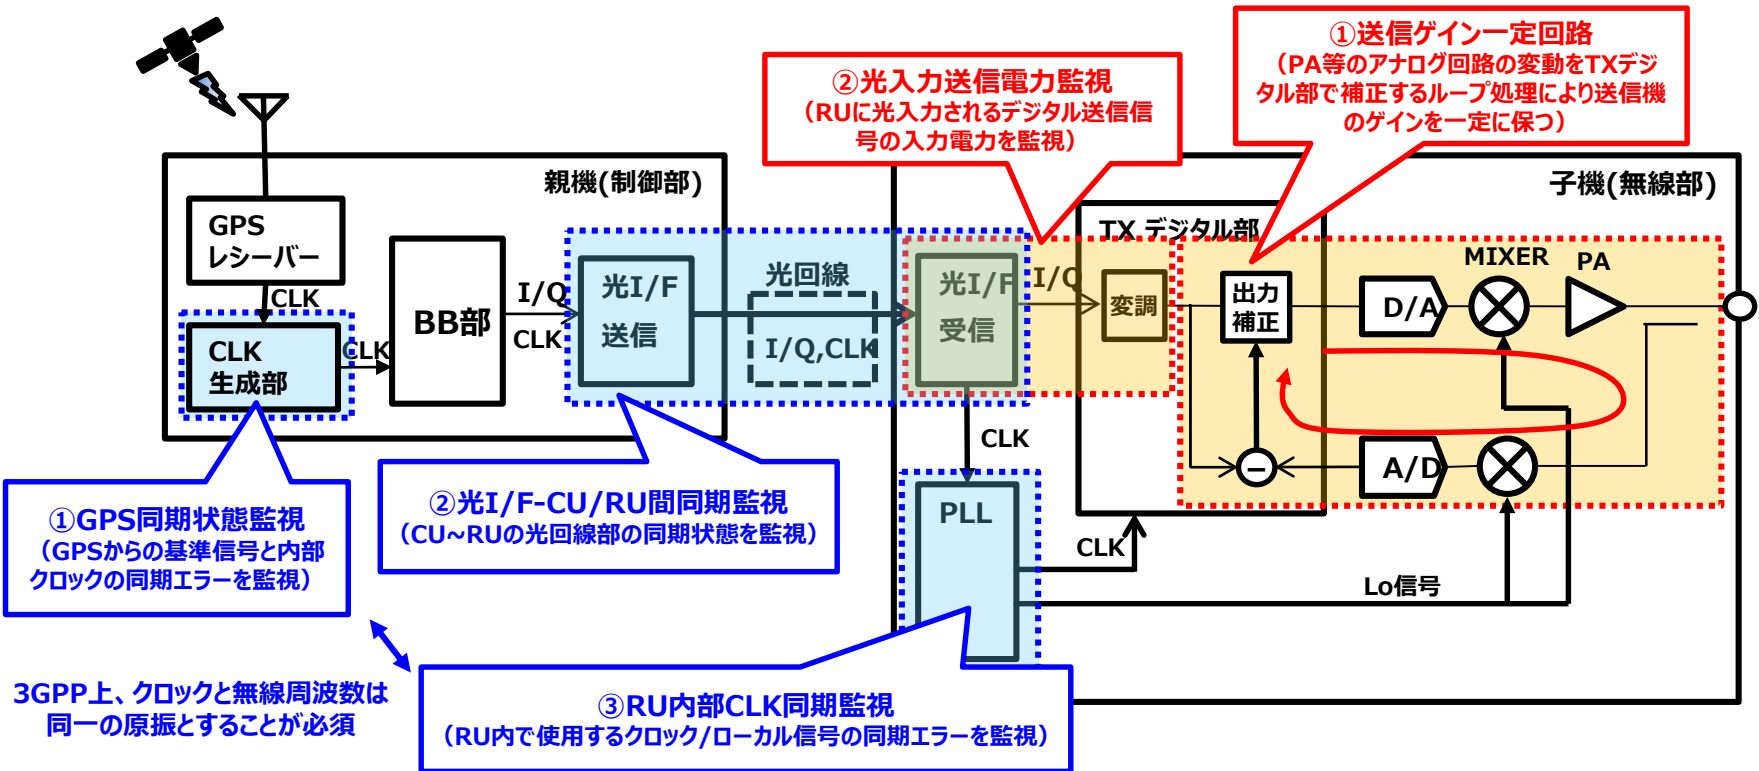 ①送信ゲイン一定回路
（PA等のアナログ回路の変動をTXデジ
タル部で補正するループ処理により送信機
のゲインを一定に保つ）
②光入力送信電力監視
（RUに光入力されるデジタル送信信
号の入力電力を監視）
親機(制御部)
子機(無線部)
GPS
レシーバー
CLK
CLK
生成部
CLK
BB部
I/Q
CLK
光I/F
送信
光回線
I/Q,CLK
光I/F
受信
I/Q
TX デジタル部
変調
出力
補正
D/A
MIXER
PA
−
A/D
CLK
PLL
CLK
Lo信号
①GPS同期状態監視
（GPSからの基準信号と内部
クロックの同期エラーを監視）
②光I/F-CU/RU間同期監視
（CU~RUの光回線部の同期状態を監視）
③RU内部CLK同期監視
（RU内で使用するクロック/ローカル信号の同期エラーを監視）
3GPP上、クロックと無線周波数は
同一の原振とすることが必須